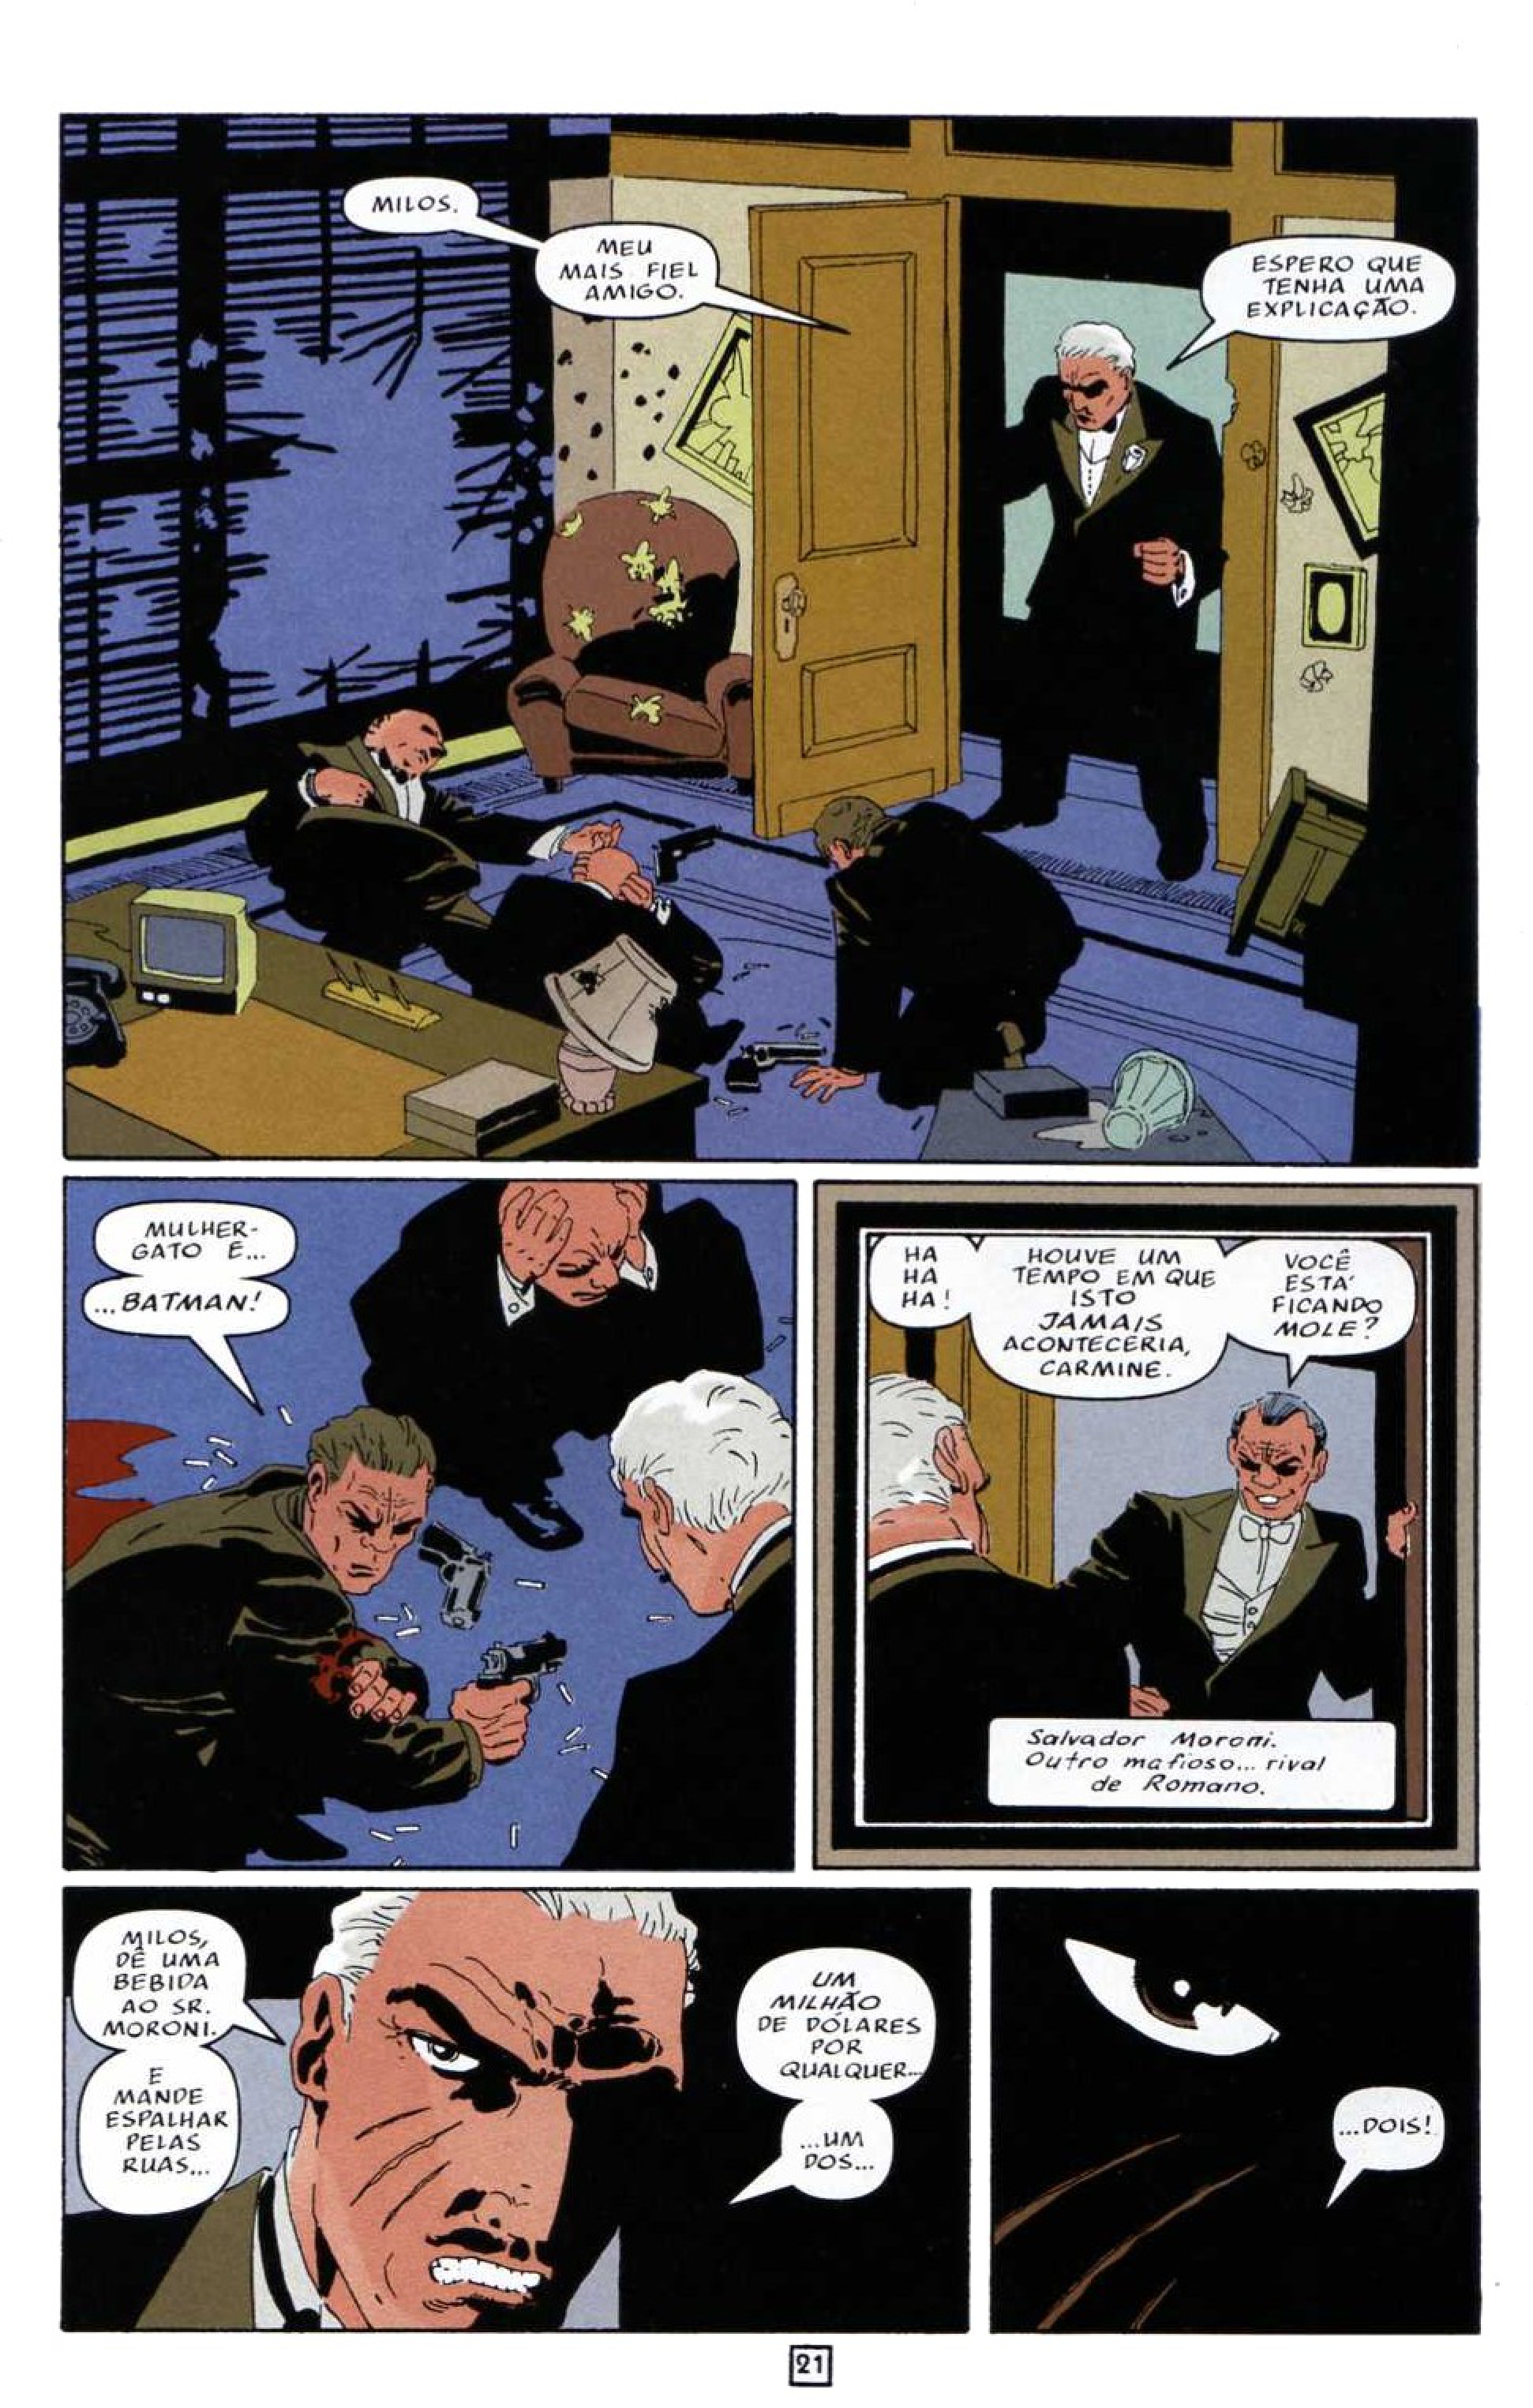 MILOS.
MEU
MAIS FIEL
AMIGO.
ESPERO QUE
TENHA UMA
EXPLICAÇÃO.
MULHER-
GATO E...
...BATMAN!
HA
HA
HA!
HOUVE UM
TEMPO EM QUE
ISTO
JAMAIS
ACONTECERIA,
CARMINE.
VOCÊ
ESTÁ
FICANDO
MOLE?
Salvador Moroni.
Outro mafioso... rival
de Romano.
MILOS,
DÊ UMA
BEBIDA
AO SR.
MORONI.
E
MANDE
ESPALHAR
PELAS
RUAS...
UM
MILHÃO
DE DÓLARES
POR
QUALQUER...
...UM
DOS...
...DOIS!
21